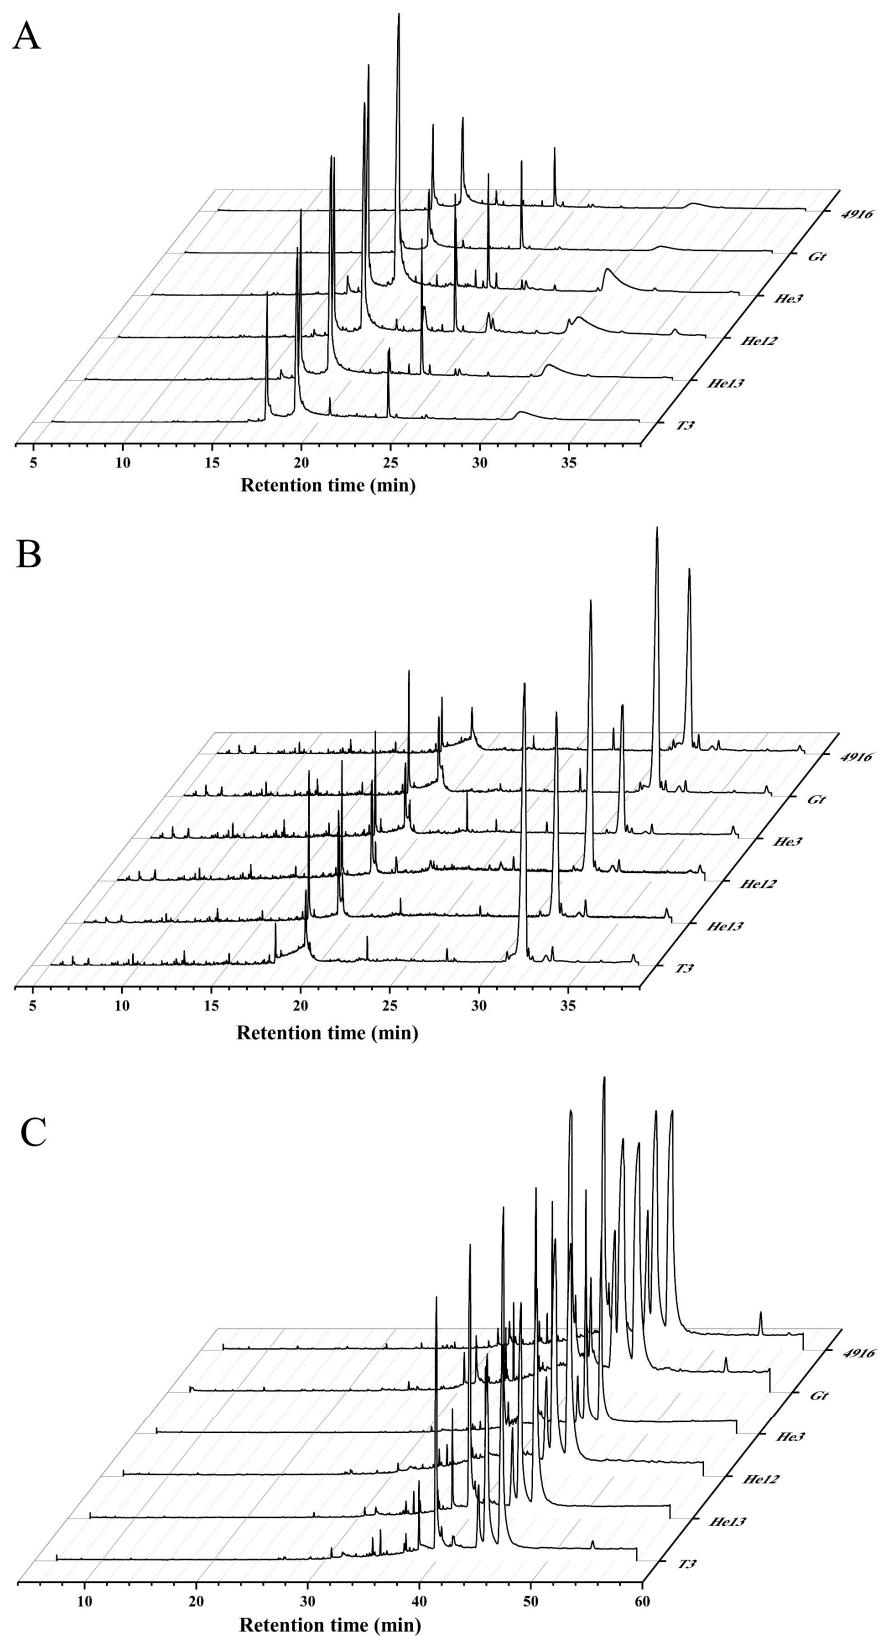 A
4916
Gt
He3
He12
He13
T3
5 10 15 20 25 30 35
Retention time (min)
B
4916
Gt
He3
He12
He13
T3
5 10 15 20 25 30 35
Retention time (min)
C
4916
Gt
He3
He12
He13
T3
10 20 30 40 50 60
Retention time (min)